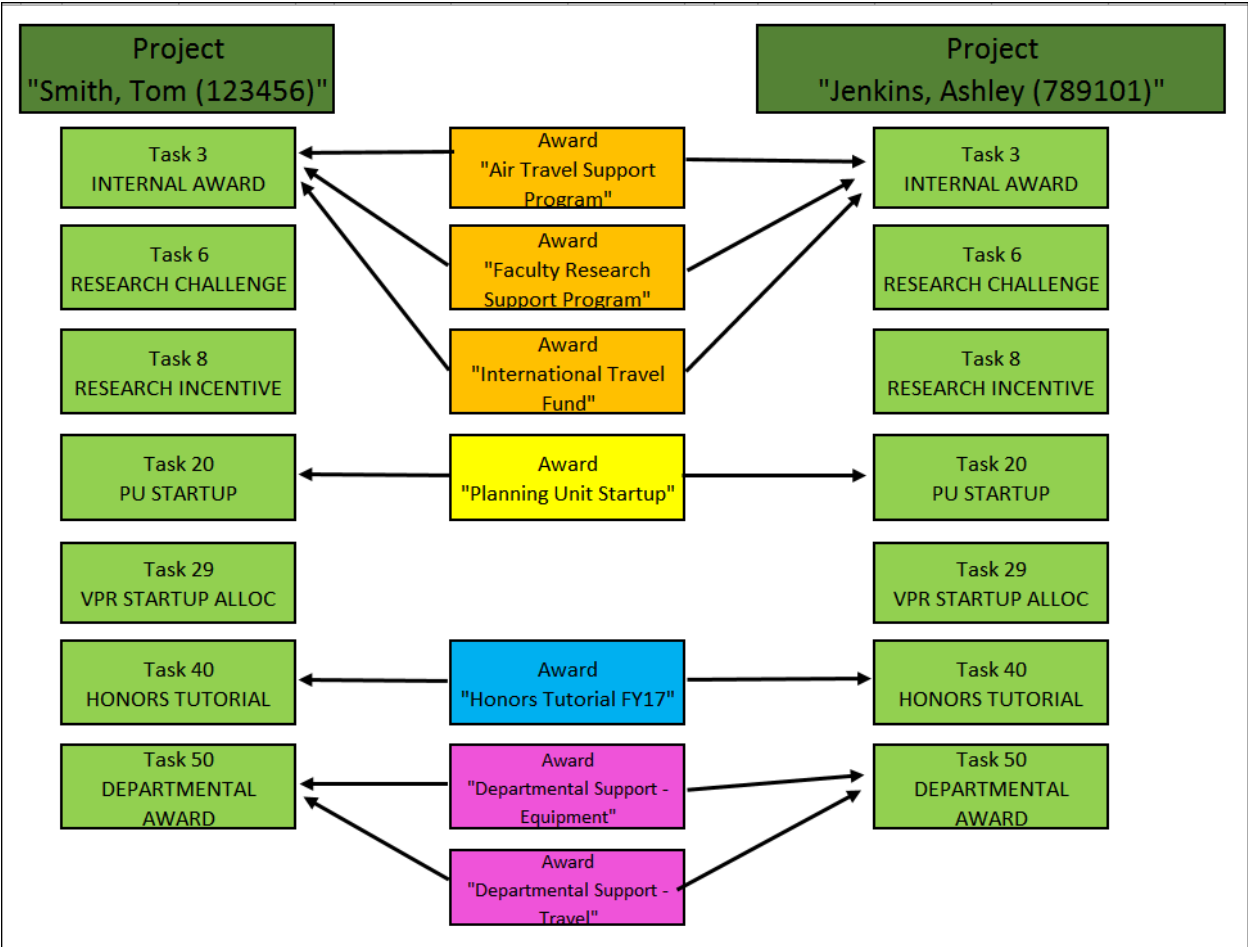 Project
"Smith, Tom (123456)"
Project
"Jenkins, Ashley (789101)"
Task 3
INTERNAL AWARD
Award
"Air Travel Support
Program"
Task 3
INTERNAL AWARD
Task 6
RESEARCH CHALLENGE
Award
"Faculty Research
Support Program"
Task 6
RESEARCH CHALLENGE
Task 8
RESEARCH INCENTIVE
Award
"International Travel
Fund"
Task 8
RESEARCH INCENTIVE
Task 20
PU STARTUP
Award
"Planning Unit Startup"
Task 20
PU STARTUP
Task 29
VPR STARTUP ALLOC
Task 29
VPR STARTUP ALLOC
Task 40
HONORS TUTORIAL
Award
"Honors Tutorial FY17"
Task 40
HONORS TUTORIAL
Task 50
DEPARTMENTAL
AWARD
Award
"Departmental Support -
Equipment"
Task 50
DEPARTMENTAL
AWARD
Award
"Departmental Support -
Travel"